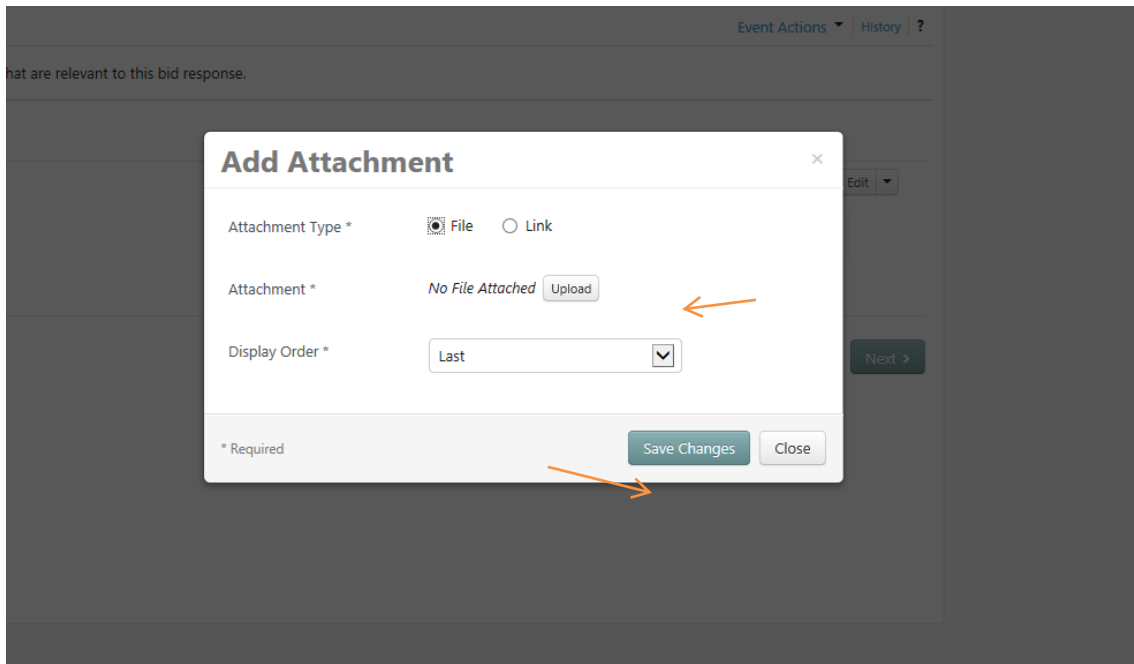 Event Actions History ?
hat are relevant to this bid response.
Add Attachment ×
Edit
Attachment Type * File Link
Attachment * No File Attached Upload
Display Order * Last
Next >
* Required Save Changes Close